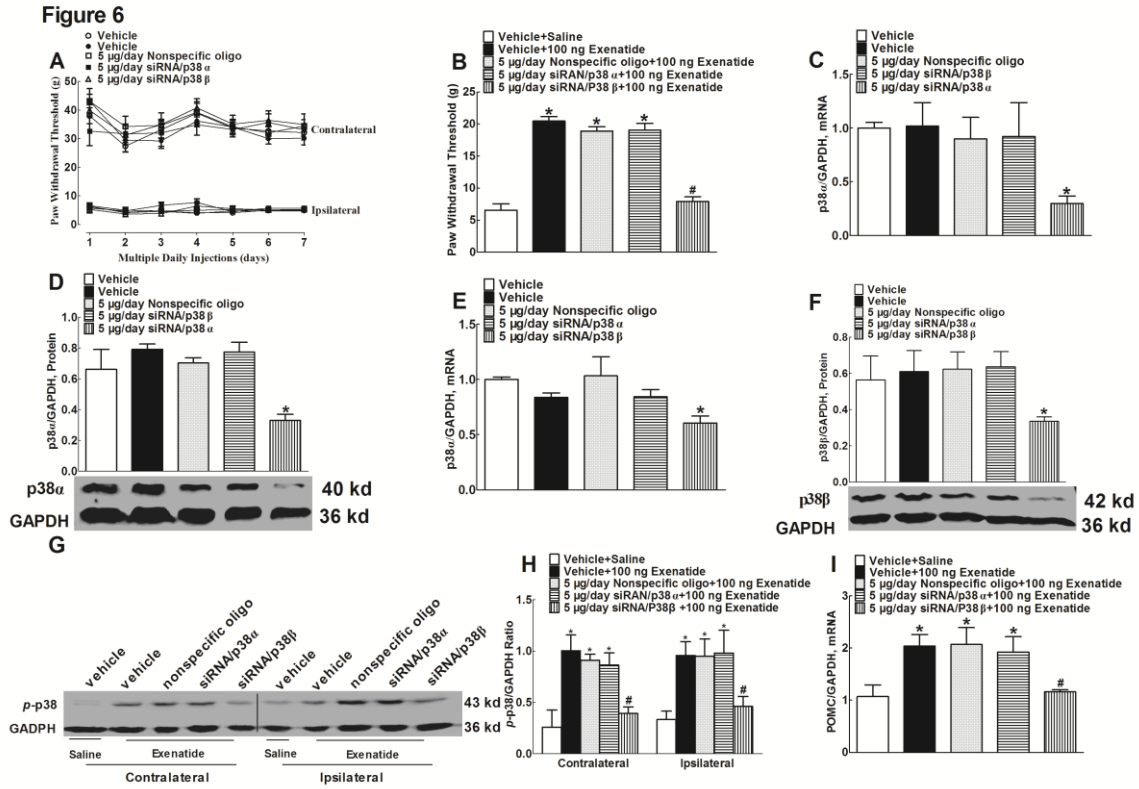 Figure 6
A
Vehicle
Vehicle
5 µg/day Nonspecific oligo
5 µg/day siRNA/p38α
5 µg/day siRNA/p38β
Paw Withdrawal Threshold (g)
50
40
30
20
10
0
Contralateral
Ipsilateral
1 2 3 4 5 6 7
Multiple Daily Injections (days)
B
Vehicle+Saline
Vehicle+100 ng Exenatide
5 µg/day Nonspecific oligo+100 ng Exenatide
5 µg/day siRAN/p38α+100 ng Exenatide
5 µg/day siRNA/P38β+100 ng Exenatide
Paw Withdrawal Threshold (g)
25
20
15
10
5
0
* * * #
C
Vehicle
Vehicle
5 µg/day Nonspecific oligo
5 µg/day siRNA/p38β
5 µg/day siRNA/p38α
p38α/GAPDH, mRNA
1.5
1.0
0.5
0.0
*
D
Vehicle
Vehicle
5 µg/day Nonspecific oligo
5 µg/day siRNA/p38β
5 µg/day siRNA/p38α
p38α/GAPDH, Protein
1.0
0.8
0.6
0.4
0.2
0.0
*
p38α 40 kd
GAPDH 36 kd
E
Vehicle
Vehicle
5 µg/day Nonspecific oligo
5 µg/day siRNA/p38α
5 µg/day siRNA/p38β
p38α/GAPDH, mRNA
1.5
1.0
0.5
0.0
*
F
Vehicle
Vehicle
5 µg/day Nonspecific oligo
5 µg/day siRNA/p38α
5 µg/day siRNA/p38β
p38β/GAPDH, Protein
1.0
0.8
0.6
0.4
0.2
0.0
*
p38β 42 kd
GAPDH 36 kd
G
vehicle
vehicle
nonspecific oligo
siRNA/p38α
siRNA/p38β
vehicle
vehicle
nonspecific oligo
siRNA/p38α
siRNA/p38β
p-p38 43 kd
GADPH 36 kd
Saline Exenatide Saline Exenatide
Contralateral Ipsilateral
H
Vehicle+Saline
Vehicle+100 ng Exenatide
5 µg/day Nonspecific oligo+100 ng Exenatide
5 µg/day siRAN/p38α+100 ng Exenatide
5 µg/day siRNA/P38β +100 ng Exenatide
p-p38/GAPDH Ratio
1.5
1.0
0.5
0.0
* * * # * * * #
Contralateral Ipsilateral
I
Vehicle+Saline
Vehicle+100 ng Exenatide
5 µg/day Nonspecific oligo+100 ng Exenatide
5 µg/day siRNA/p38α+100 ng Exenatide
5 µg/day siRNA/P38β+100 ng Exenatide
POMC/GAPDH, mRNA
3
2
1
0
* * * #